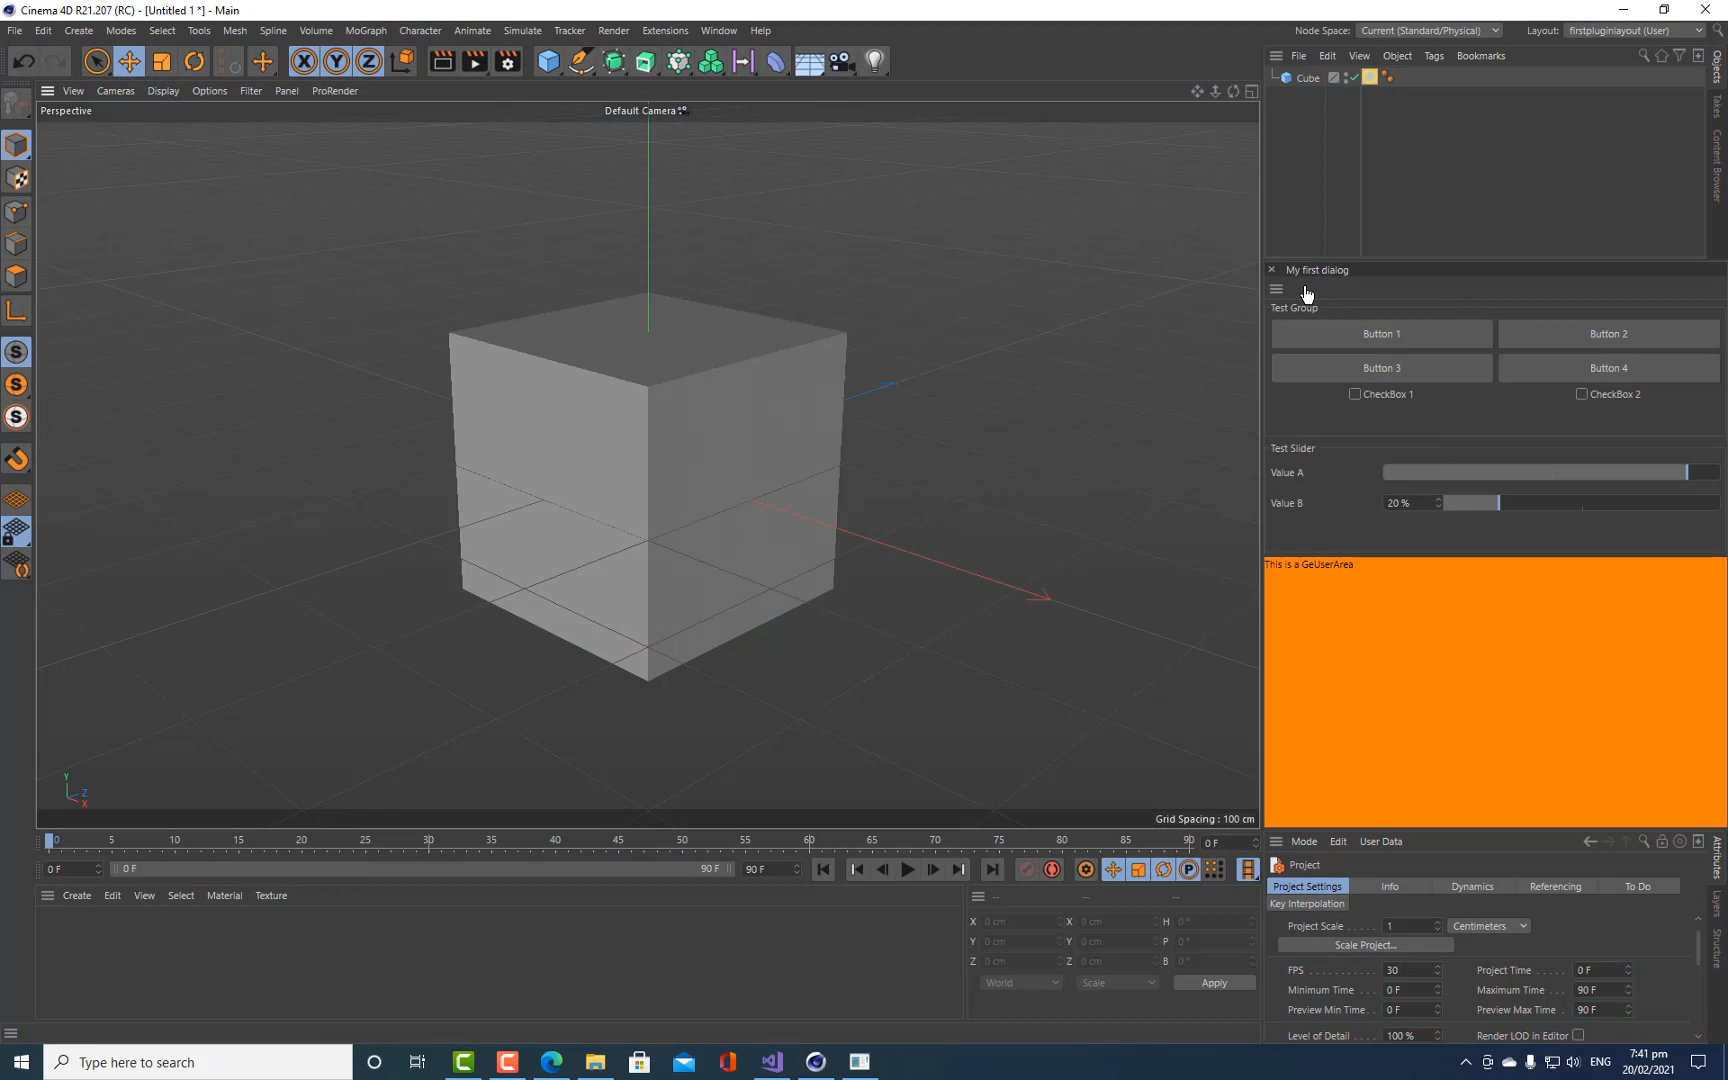 Cinema 4D R21.207 (RC) - [Untitled 1 *] - Main
File Edit Create Modes Select Tools Mesh Spline Volume MoGraph Character Animate Simulate Tracker Render Extensions Window Help
Node Space: Current (Standard/Physical) Layout: firstpluginlayout (User)
X Y Z
File Edit View Object Tags Bookmarks
View Cameras Display Options Filter Panel ProRender
Perspective
Default Camera
Cube
Objects
Takes
Content Browser
My first dialog
Test Group
Button 1 Button 2
Button 3 Button 4
CheckBox 1 CheckBox 2
Test Slider
Value A
Value B 20 %
This is a GeUserArea
S
S
S
Y
Z
X
Grid Spacing : 100 cm
0 5 10 15 20 25 30 35 40 45 50 55 60 65 70 75 80 85 90 0 F
0 F 0 F 90 F 90 F
P
Create Edit View Select Material Texture
-- -- --
X 0 cm X 0 cm H 0 °
Y 0 cm Y 0 cm P 0 °
Z 0 cm Z 0 cm B 0 °
World Scale Apply
Mode Edit User Data
Project
Project Settings Info Dynamics Referencing To Do
Key Interpolation
Project Scale . . . . . 1 Centimeters
Scale Project...
FPS . . . . . . . . . . . 30 Project Time . . . . . 0 F
Minimum Time . . 0 F Maximum Time . . . 90 F
Preview Min Time. . 0 F Preview Max Time . 90 F
Level of Detail . . . . 100 % Render LOD in Editor
Attributes
Layers
Structure
Type here to search
ENG
7:41 pm
20/02/2021